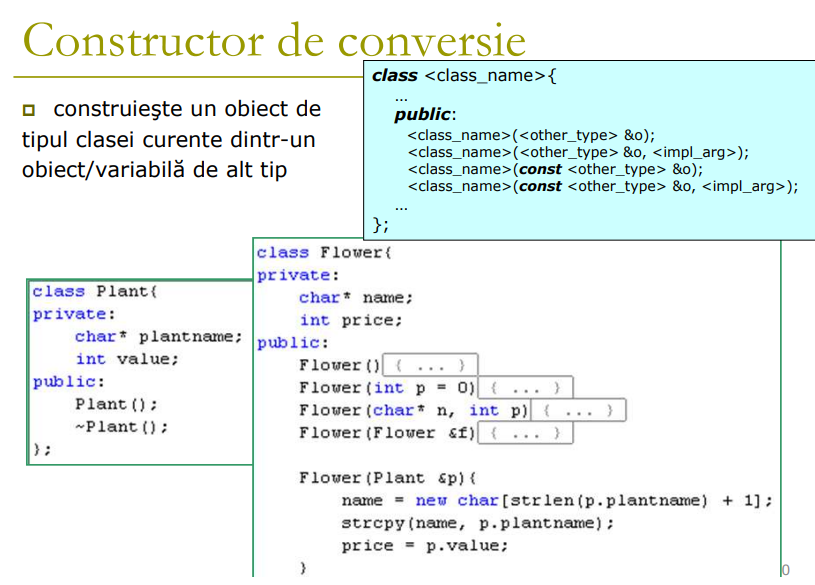 Constructor de conversie
construieşte un obiect de
tipul clasei curente dintr-un
obiect/variabilă de alt tip
class <class_name>{
...
public:
<class_name>(<other_type> &o);
<class_name>(<other_type> &o, <impl_arg>);
<class_name>(const <other_type> &o);
<class_name>(const <other_type> &o, <impl_arg>);
...
};
class Plant{
private:
char* plantname;
int value;
public:
Plant();
~Plant();
};
class Flower{
private:
char* name;
int price;
public:
Flower(){ ... }
Flower(int p = 0){ ... }
Flower(char* n, int p){ ... }
Flower(Flower &f){ ... }
Flower(Plant &p){
name = new char[strlen(p.plantname) + 1];
strcpy(name, p.plantname);
price = p.value;
}
0